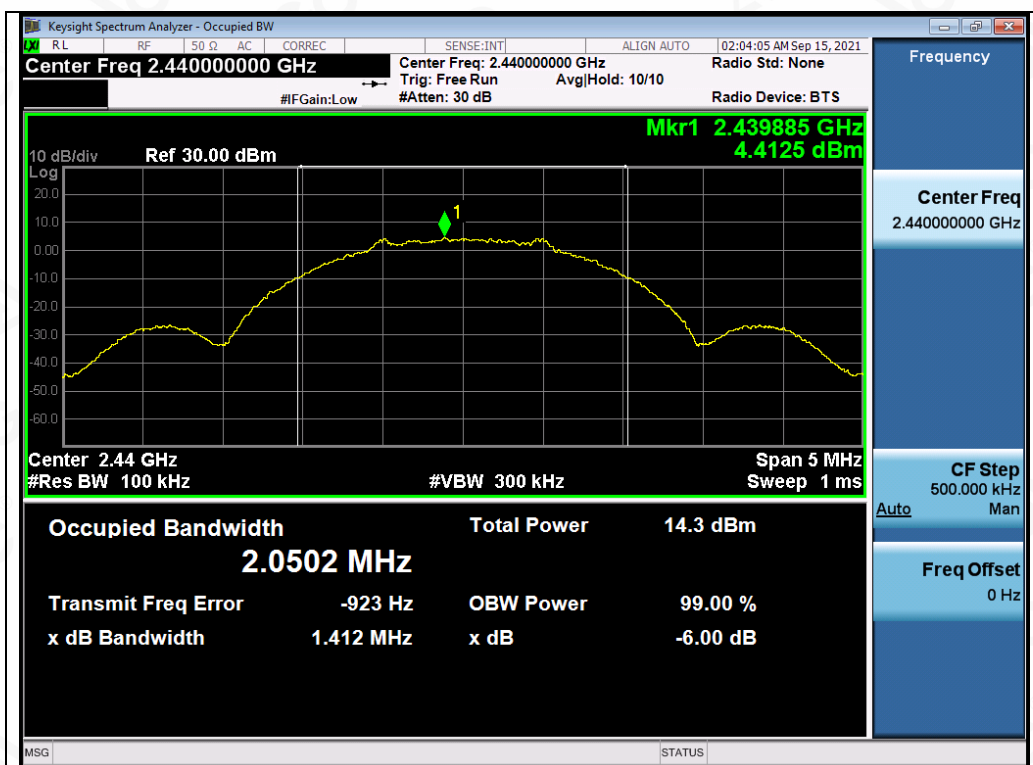 Keysight Spectrum Analyzer - Occupied BW
LXI RL RF 50 Ω AC CORREC SENSE:INT ALIGN AUTO 02:04:05 AM Sep 15, 2021
Center Freq 2.440000000 GHz
Center Freq: 2.440000000 GHz Radio Std: None
Trig: Free Run Avg|Hold: 10/10
#IFGain:Low #Atten: 30 dB Radio Device: BTS
Frequency
Mkr1 2.439885 GHz
4.4125 dBm
10 dB/div Ref 30.00 dBm
Log
20.0
10.0
0.00
-10.0
-20.0
-30.0
-40.0
-50.0
-60.0
1
Center 2.44 GHz Span 5 MHz
#Res BW 100 kHz #VBW 300 kHz Sweep 1 ms
Center Freq
2.440000000 GHz
CF Step
500.000 kHz
Auto Man
Freq Offset
0 Hz
Occupied Bandwidth Total Power 14.3 dBm
2.0502 MHz
Transmit Freq Error -923 Hz OBW Power 99.00 %
x dB Bandwidth 1.412 MHz x dB -6.00 dB
MSG STATUS